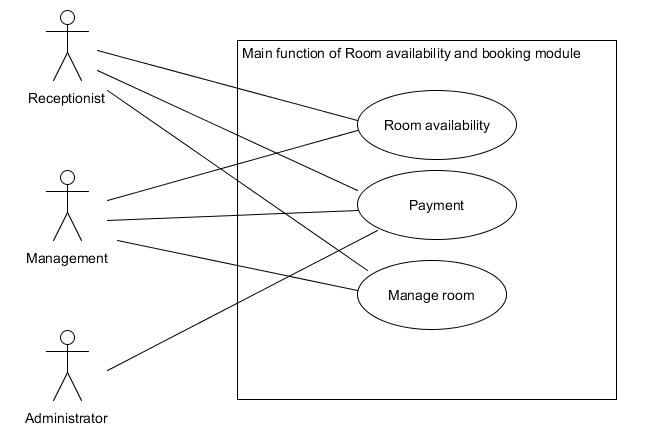 Main function of Room availability and booking module
Receptionist
Room availability
Payment
Management
Manage room
Administrator